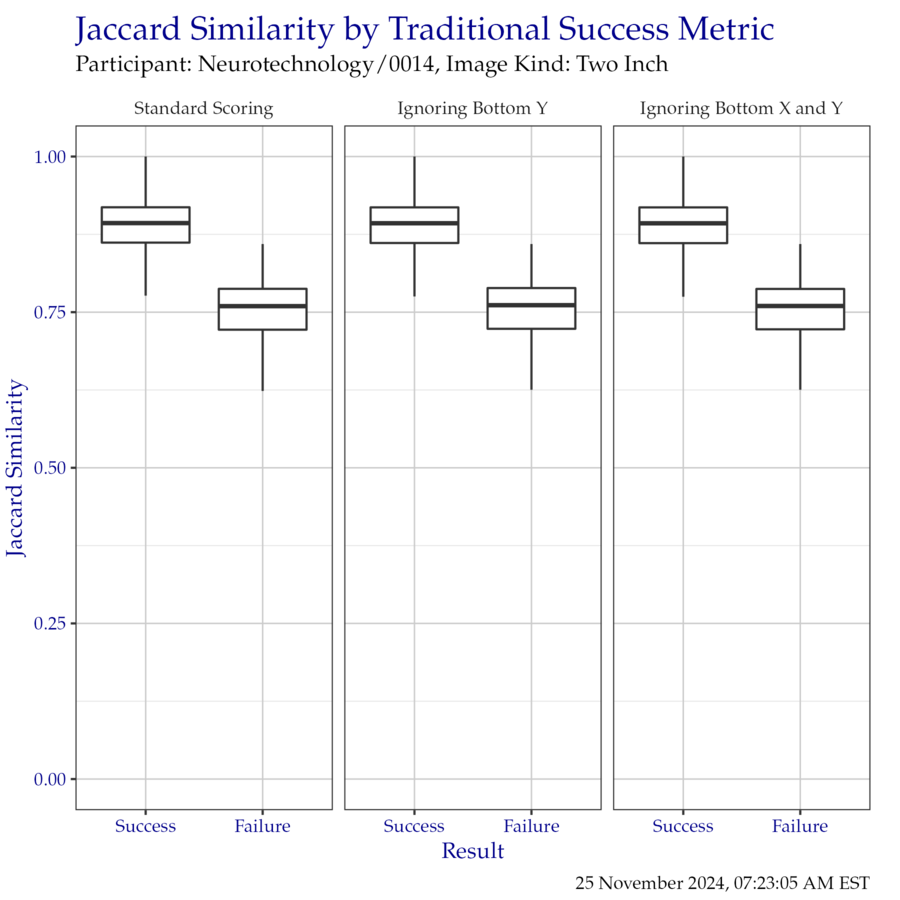 Jaccard Similarity by Traditional Success Metric
Participant: Neurotechnology/0014, Image Kind: Two Inch
Standard Scoring
Ignoring Bottom Y
Ignoring Bottom X and Y
Jaccard Similarity
1.00
0.75
0.50
0.25
0.00
Success
Failure
Success
Failure
Success
Failure
Result
25 November 2024, 07:23:05 AM EST